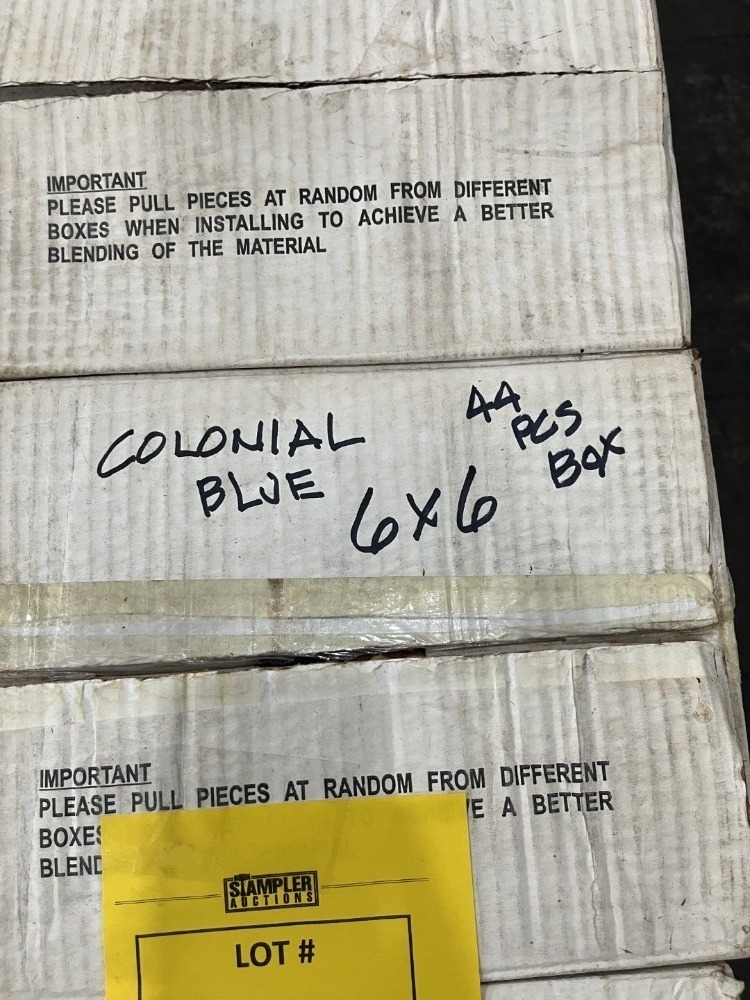 IMPORTANT
PLEASE PULL PIECES AT RANDOM FROM DIFFERENT
BOXES WHEN INSTALLING TO ACHIEVE A BETTER
BLENDING OF THE MATERIAL
COLONIAL
BLUE
6x6
44
PCS
BOX
IMPORTANT
PLEASE PULL PIECES AT RANDOM FROM DIFFERENT
BOXES E A BETTER
BLEND
STAMPLER
AUCTIONS
LOT #